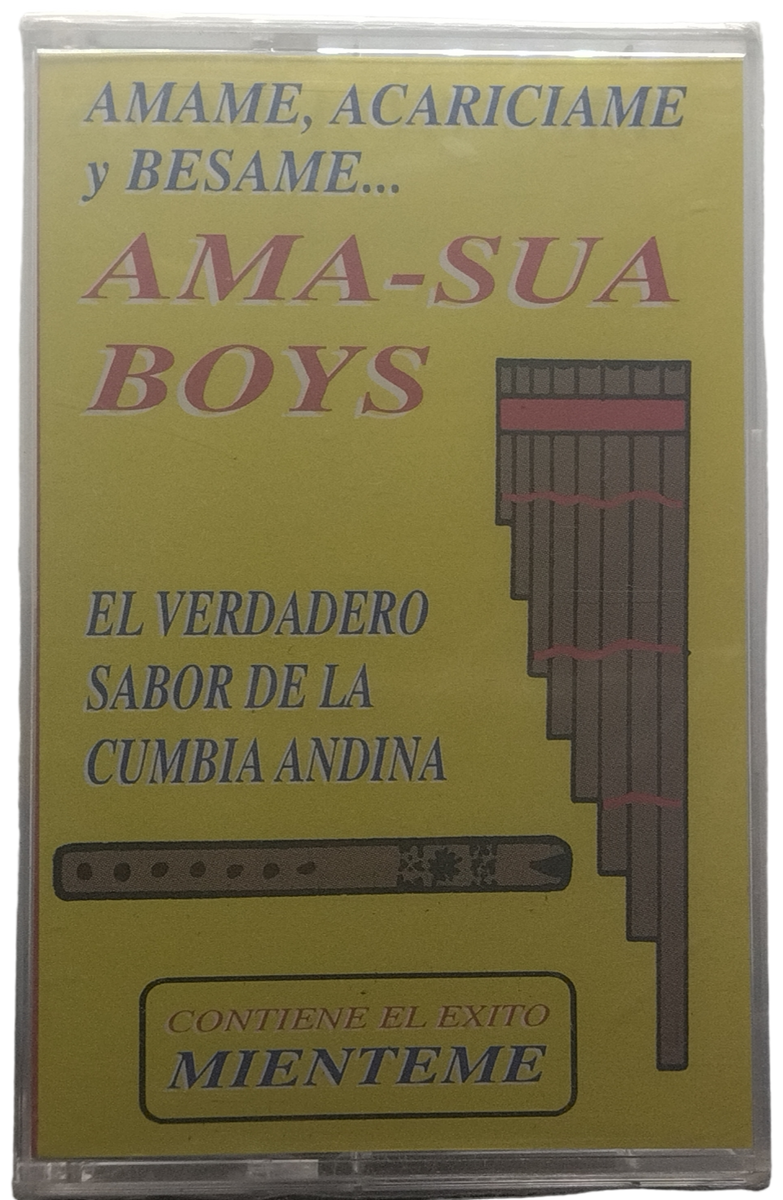 AMAME, ACARICIAME
y BESAME...
AMA-SUA
BOYS
EL VERDADERO
SABOR DE LA
CUMBIA ANDINA
CONTIENE EL EXITO
MIENTEME